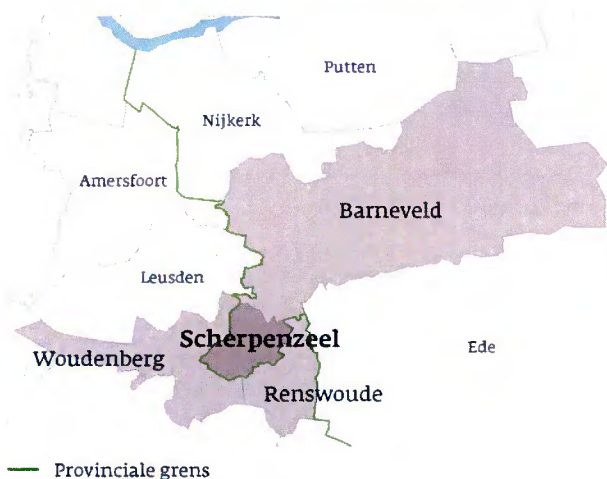 Putten
Nijkerk
Amersfoort
Barneveld
Leusden
Scherpenzeel
Woudenberg
Ede
Renswoude
Provinciale grens